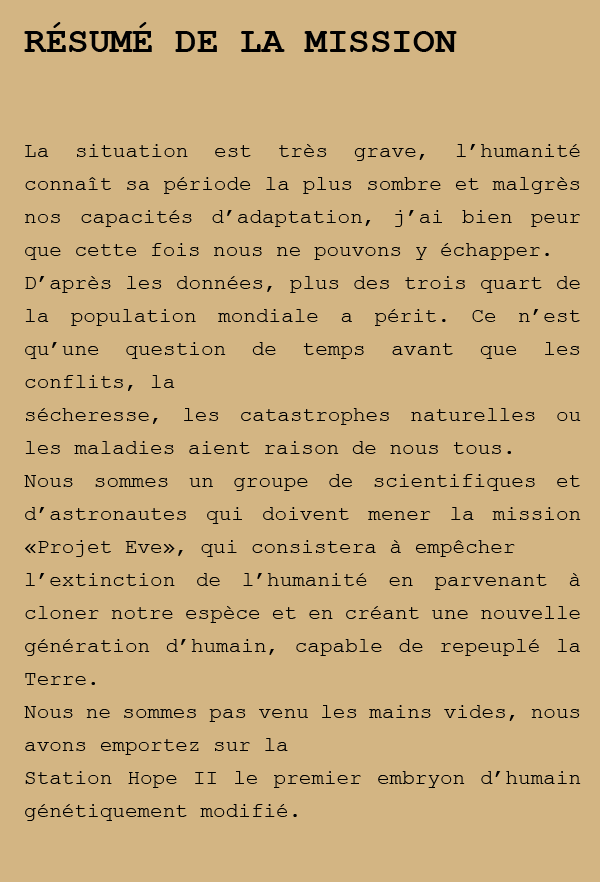 RÉSUMÉ DE LA MISSION
La situation est très grave, l’humanité
connaît sa période la plus sombre et malgrès
nos capacités d’adaptation, j’ai bien peur
que cette fois nous ne pouvons y échapper.
D’après les données, plus des trois quart de
la population mondiale a périt. Ce n’est
qu’une question de temps avant que les
conflits, la
sécheresse, les catastrophes naturelles ou
les maladies aient raison de nous tous.
Nous sommes un groupe de scientifiques et
d’astronautes qui doivent mener la mission
«Projet Eve», qui consistera à empêcher
l’extinction de l’humanité en parvenant à
cloner notre espèce et en créant une nouvelle
génération d’humain, capable de repeuplé la
Terre.
Nous ne sommes pas venu les mains vides, nous
avons emportez sur la
Station Hope II le premier embryon d’humain
génétiquement modifié.